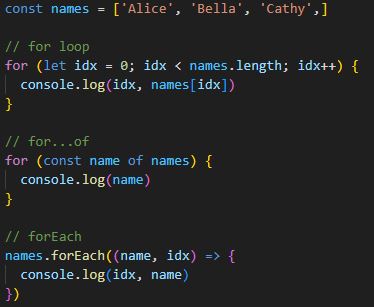 const names = ['Alice', 'Bella', 'Cathy',]

// for loop
for (let idx = 0; idx < names.length; idx++) {
  console.log(idx, names[idx])
}

// for...of
for (const name of names) {
  console.log(name)
}

// forEach
names.forEach((name, idx) => {
  console.log(idx, name)
})